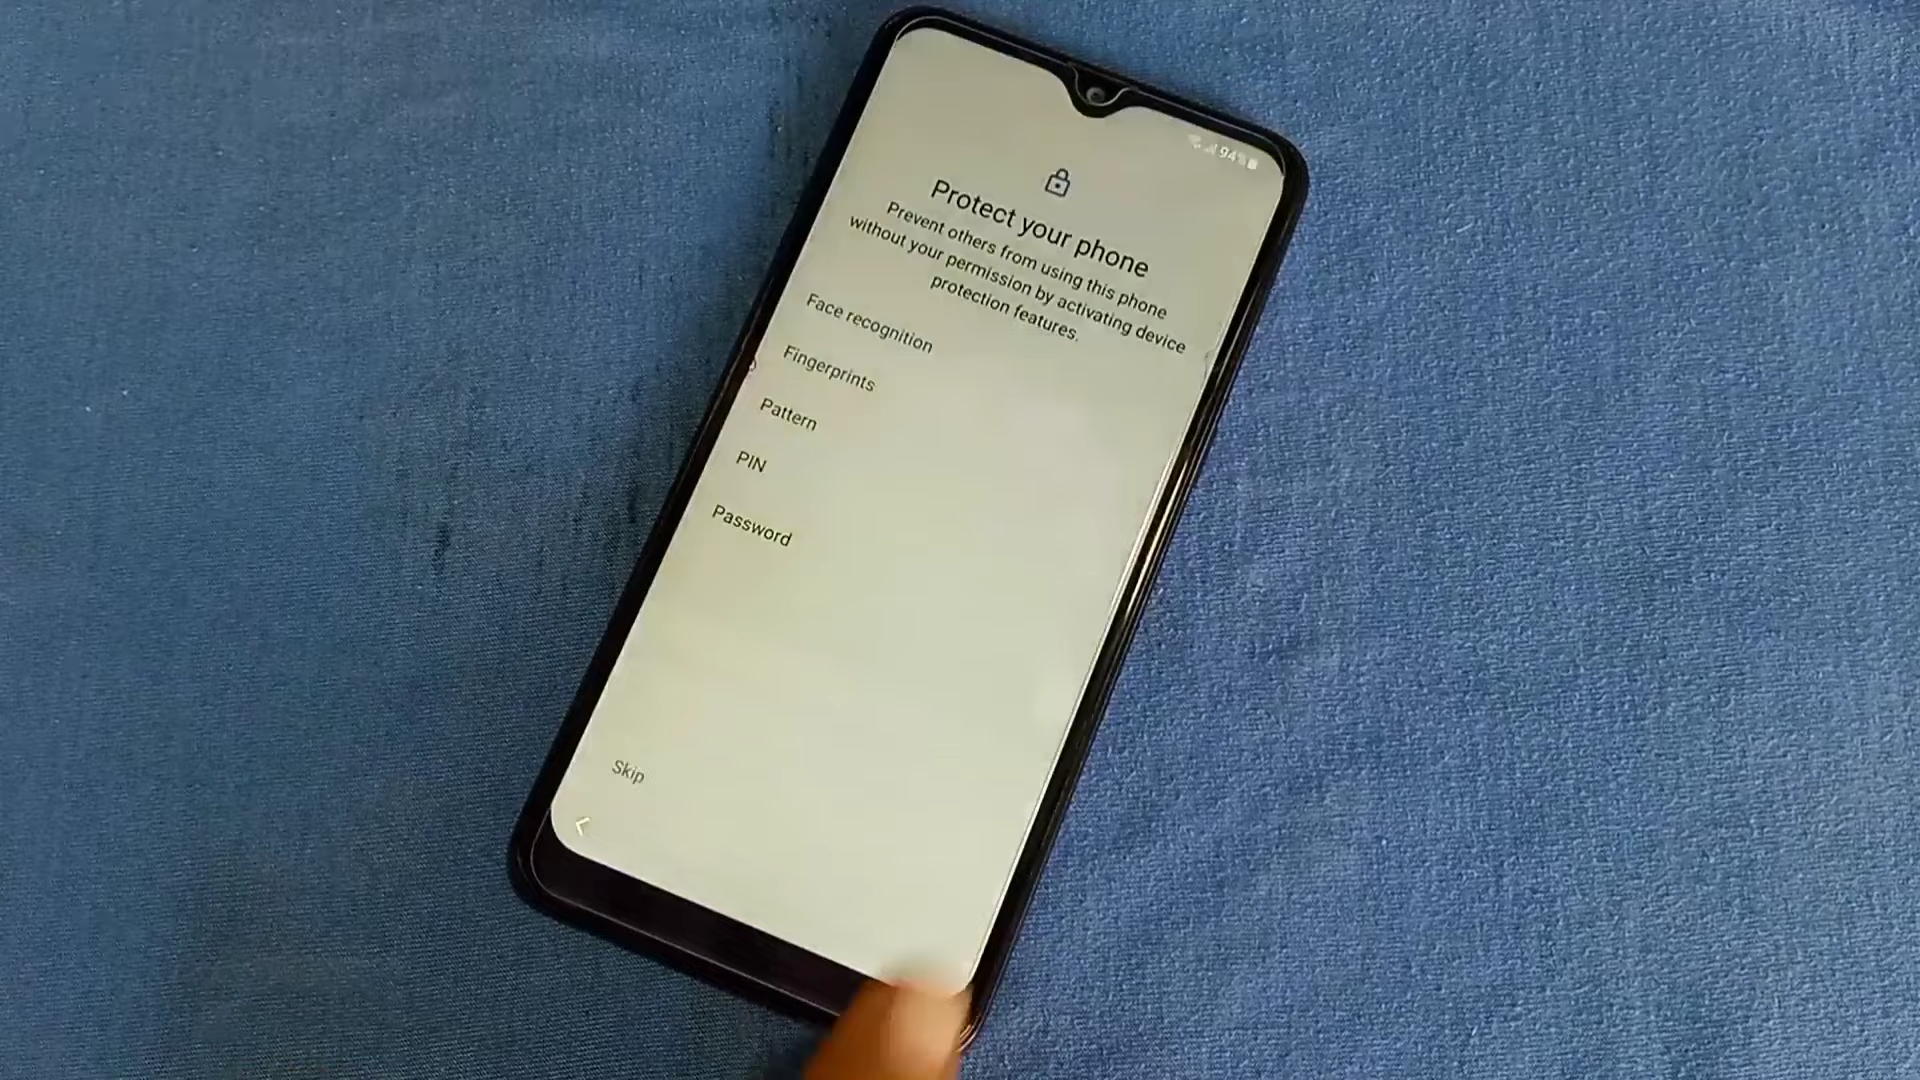 94%
Protect your phone
Prevent others from using this phone
without your permission by activating device
protection features.
Face recognition
Fingerprints
Pattern
PIN
Password
Skip